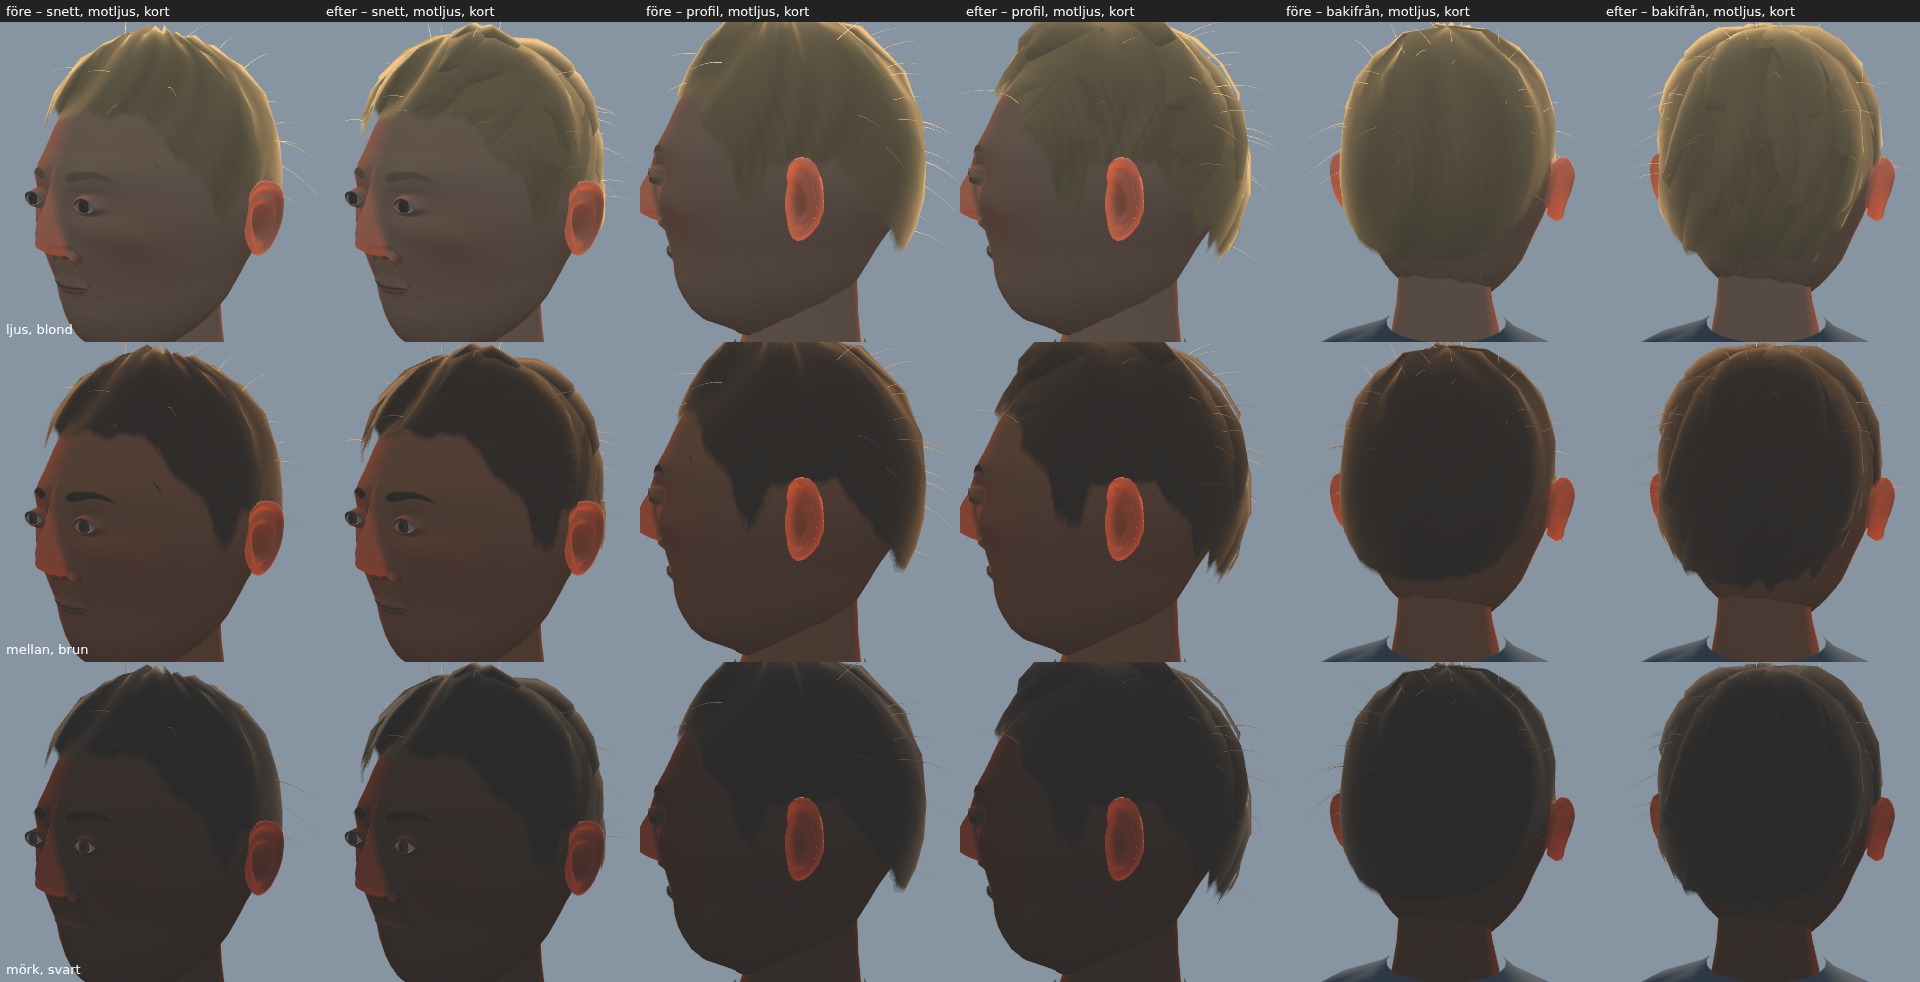 före – snett, motljus, kort
efter – snett, motljus, kort
före – profil, motljus, kort
efter – profil, motljus, kort
före – bakifrån, motljus, kort
efter – bakifrån, motljus, kort
ljus, blond
mellan, brun
mörk, svart